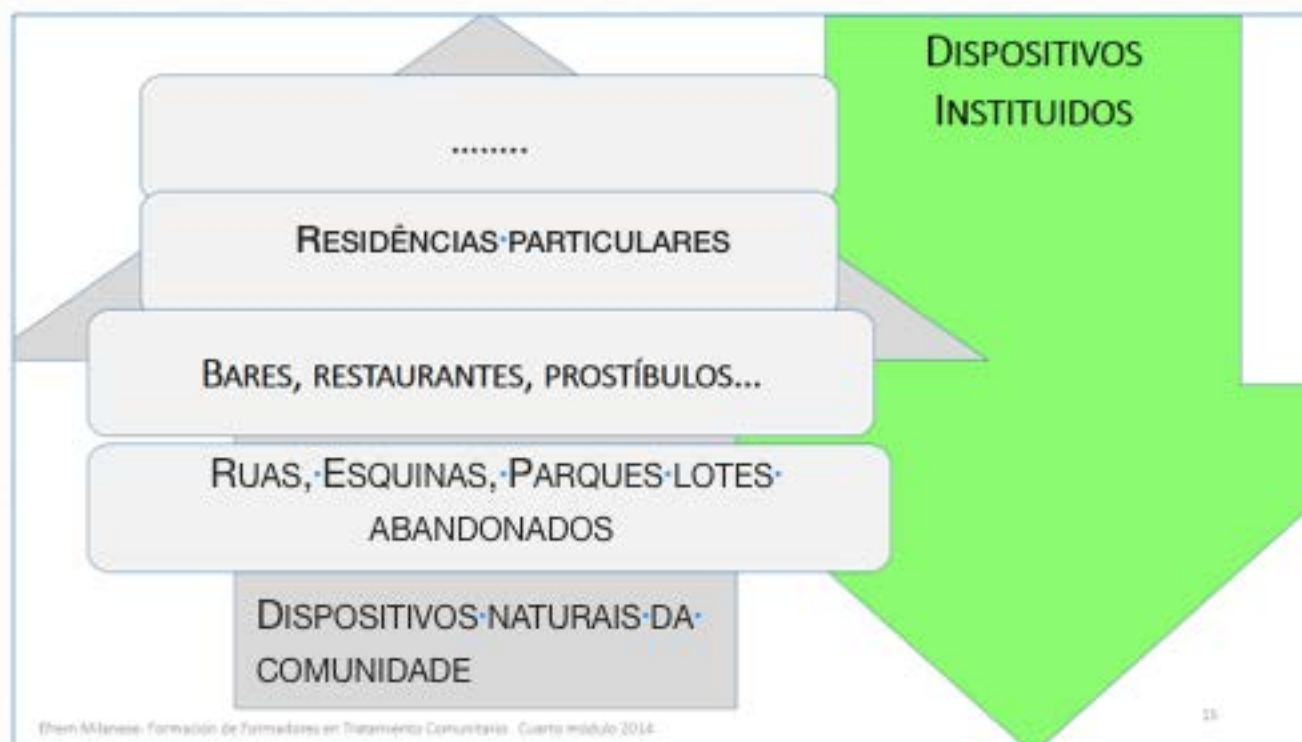 DISPOSITIVOS
INSTITUIDOS
........
RESIDÊNCIAS·PARTICULARES
BARES, RESTAURANTES, PROSTÍBULOS...
RUAS,·ESQUINAS,·PARQUES·LOTES·
ABANDONADOS
DISPOSITIVOS·NATURAIS·DA·
COMUNIDADE
Efrem Milanese- Formación de Formadores en Tratamiento Comunitario . Cuarto módulo 2014
15